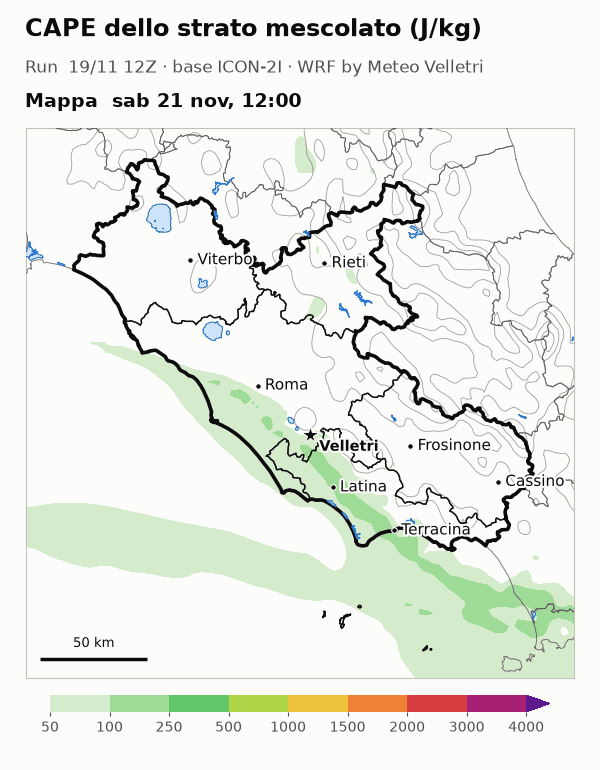 CAPE dello strato mescolato (J/kg)
Run  19/11 12Z · base ICON-2I · WRF by Meteo Velletri
Mappa  sab 21 nov, 12:00
Viterbo
Rieti
Roma
Velletri
Frosinone
Cassino
Latina
Terracina
50 km
50 100 250 500 1000 1500 2000 3000 4000